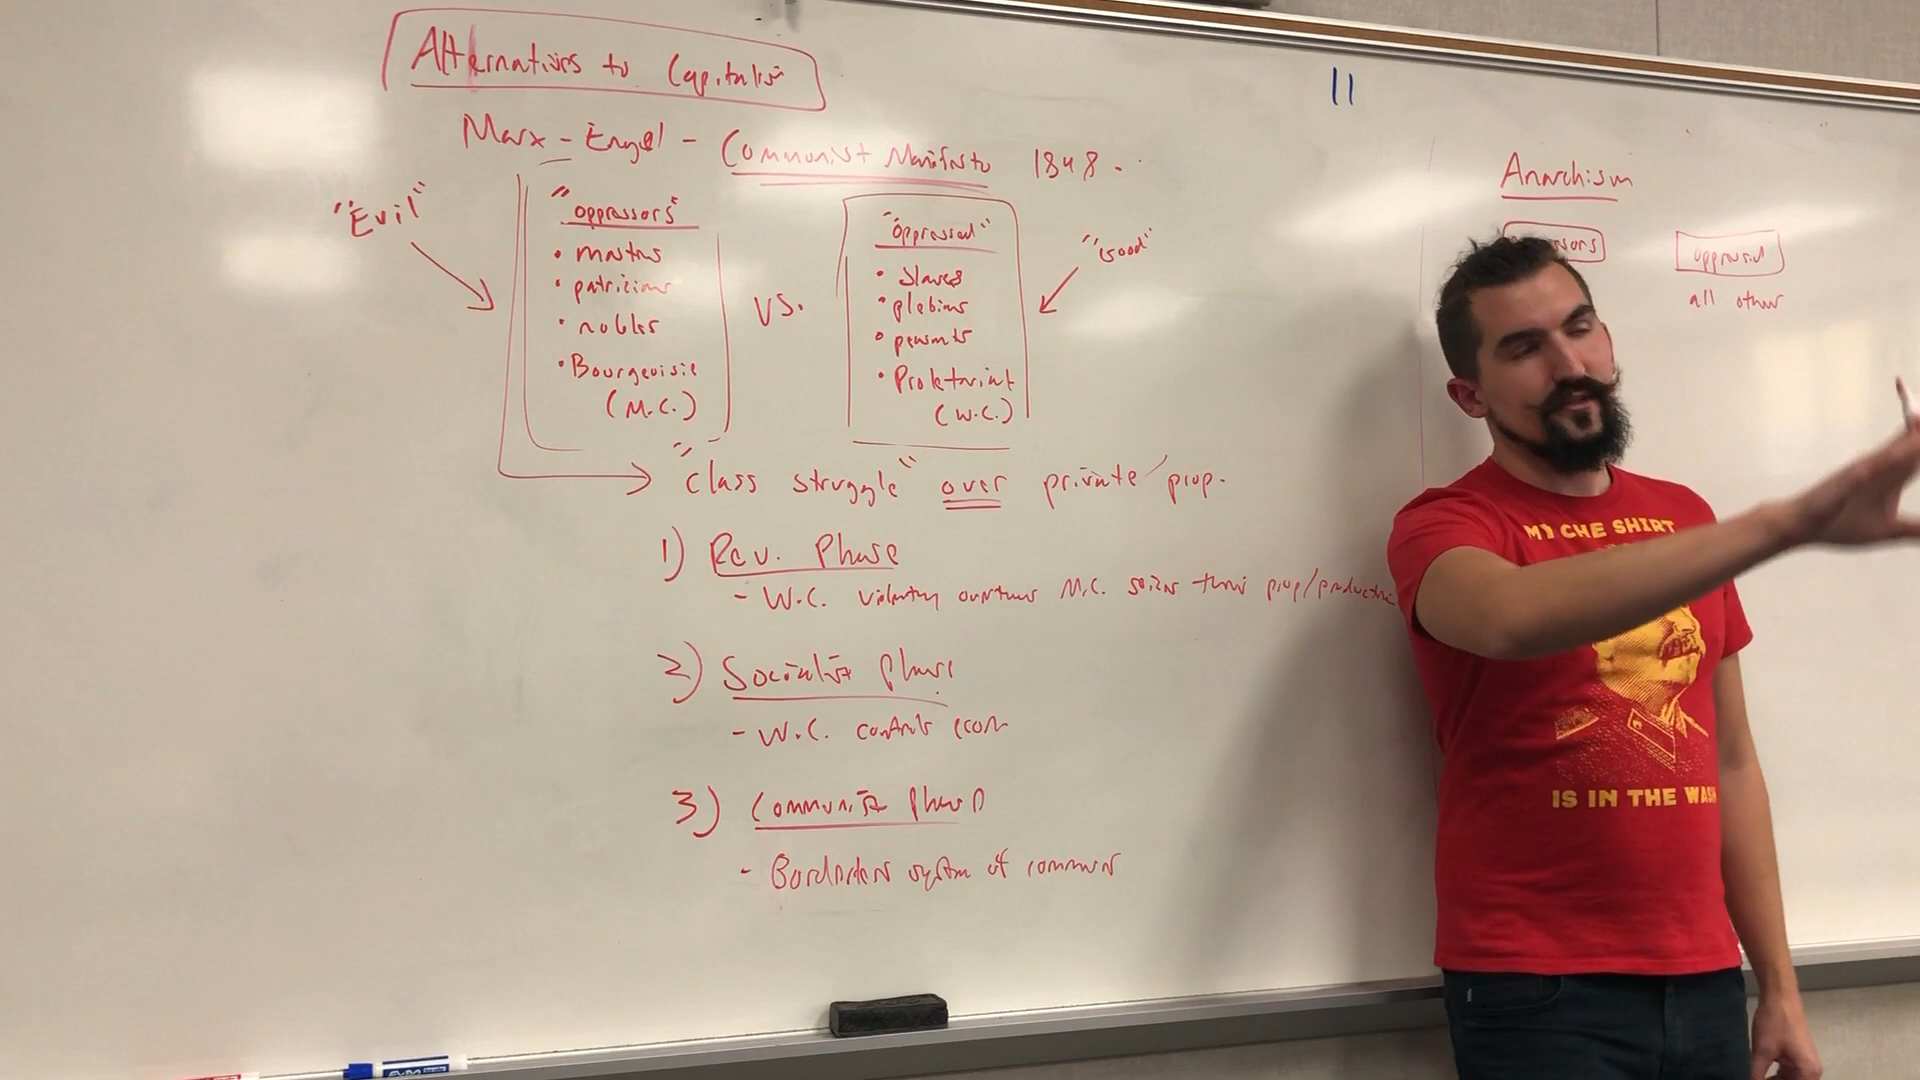 Alternatives to Capitalism
Marx - Engel - Communist Manifesto 1848 -
"Evil"
"oppressors"
• masters
• patricians
• nobles
• Bourgeoisie
(M.C.)
vs.
"oppressed"
• Slaves
• plebians
• peasants
• Proletariat
(W.C.)
"Good"
"class struggle" over private prop.
1) Rev. Phase
- W.C. violently overthrows M.C. seizes their prop/production
2) Socialist Phase
- W.C. controls econ
3) Communist Phase
- Borderless system of communes
11
Anarchism
oppressed
all other
MY CHE SHIRT
IS IN THE WASH
EXPO